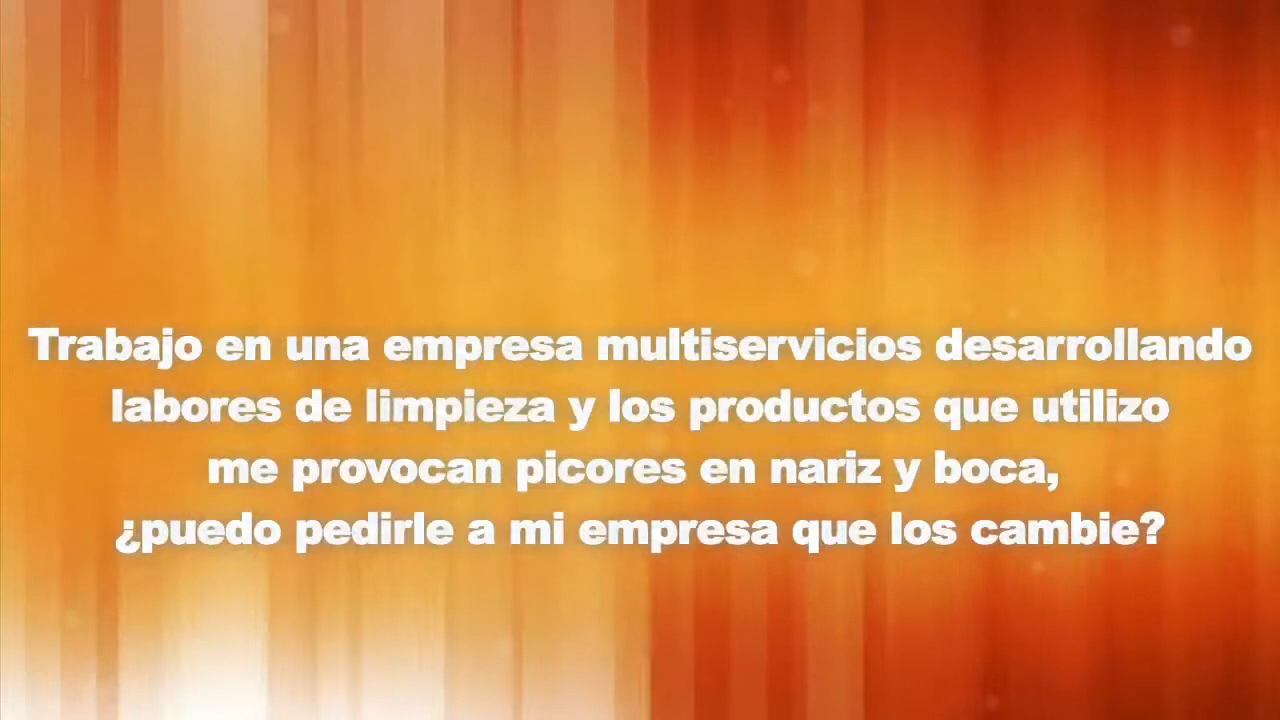 Trabajo en una empresa multiservicios desarrollando
labores de limpieza y los productos que utilizo
me provocan picores en nariz y boca,
¿puedo pedirle a mi empresa que los cambie?